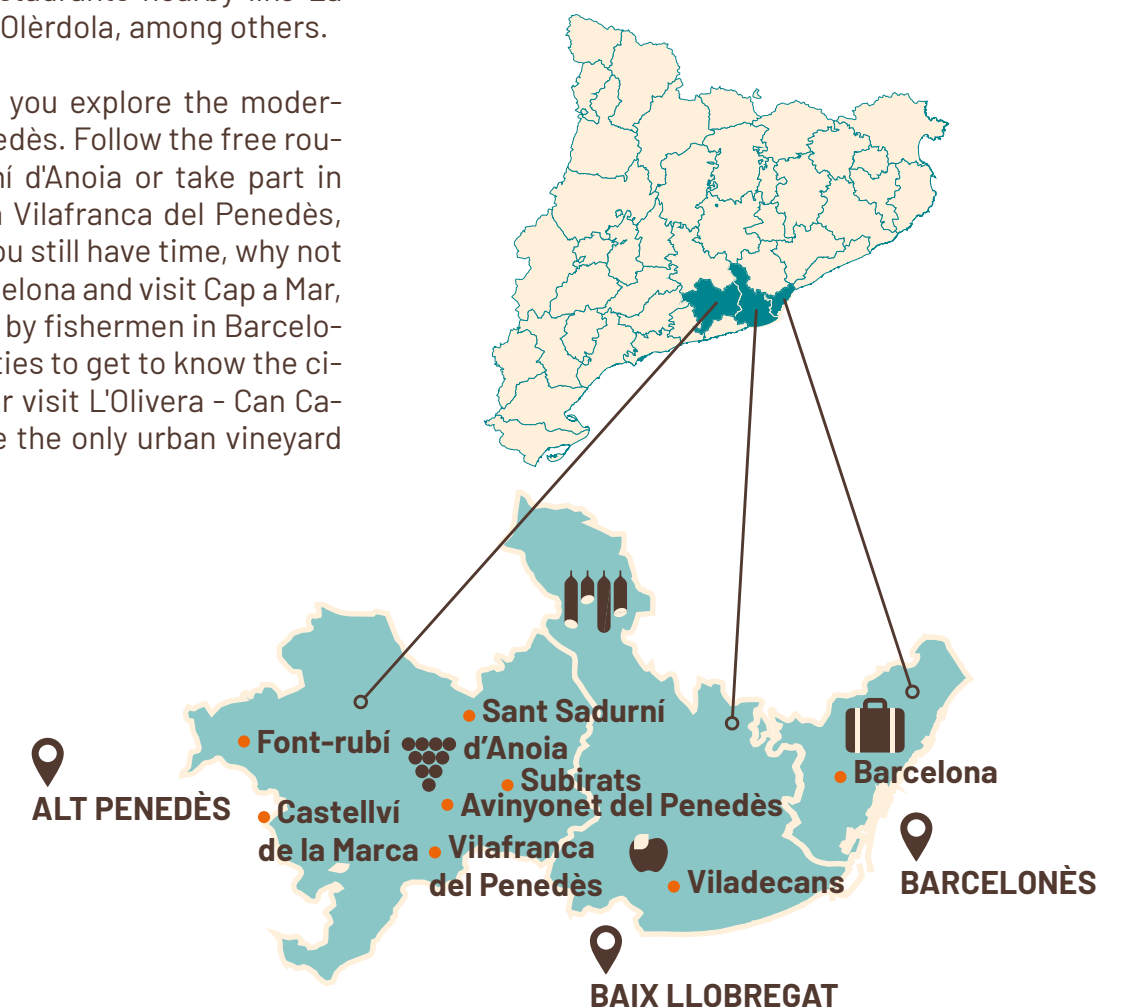 Olèrdola, among others.
you explore the moder-
edès. Follow the free rou-
ní d'Anoia or take part in
Vilafranca del Penedès,
ou still have time, why not
elona and visit Cap a Mar,
by fishermen in Barcelo-
ties to get to know the ci-
r visit L'Olivera - Can Ca-
e the only urban vineyard
Sant Sadurní
d’Anoia
Font-rubí
Subirats
Avinyonet del Penedès
Barcelona
ALT PENEDÈS
Castellví
de la Marca
Vilafranca
del Penedès
Viladecans
BARCELONÈS
BAIX LLOBREGAT